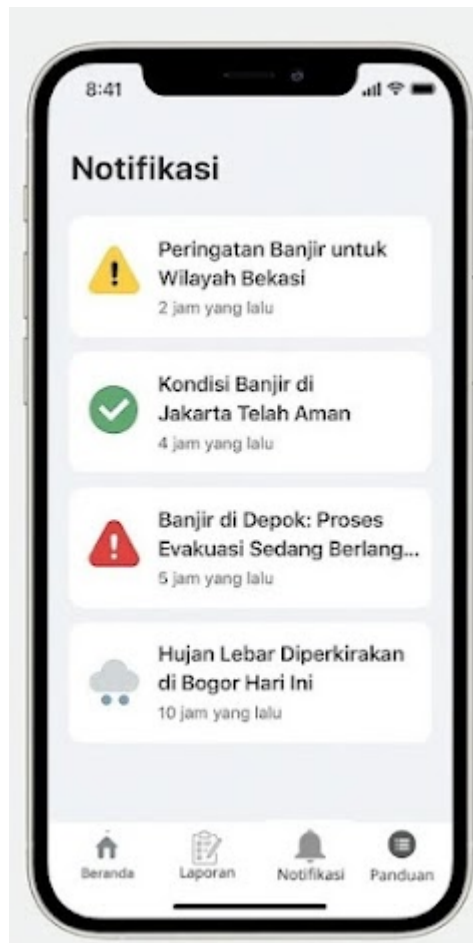 8:41
Notifikasi
Peringatan Banjir untuk
Wilayah Bekasi
2 jam yang lalu
Kondisi Banjir di
Jakarta Telah Aman
4 jam yang lalu
Banjir di Depok: Proses
Evakuasi Sedang Berlang...
5 jam yang lalu
Hujan Lebar Diperkirakan
di Bogor Hari Ini
10 jam yang lalu
Beranda Laporan Notifikasi Panduan